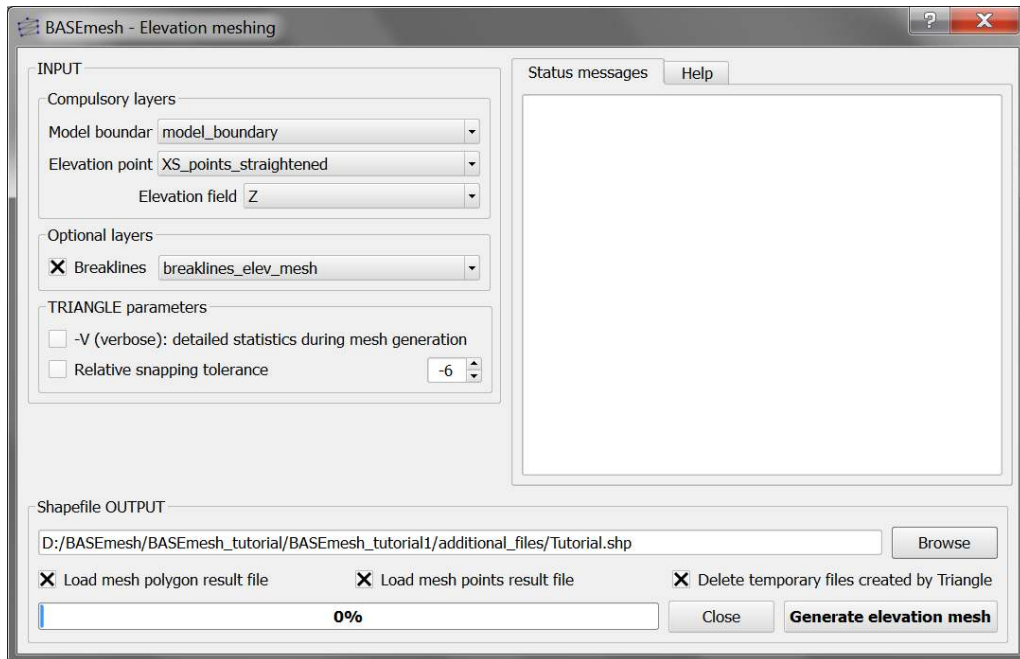 BASEmesh - Elevation meshing
?
X
INPUT
Compulsory layers
Model boundar model_boundary
Elevation point XS_points_straightened
Elevation field Z
Optional layers
Breaklines breaklines_elev_mesh
TRIANGLE parameters
-V (verbose): detailed statistics during mesh generation
Relative snapping tolerance -6
Status messages Help
Shapefile OUTPUT
D:/BASEmesh/BASEmesh_tutorial/BASEmesh_tutorial1/additional_files/Tutorial.shp Browse
Load mesh polygon result file Load mesh points result file Delete temporary files created by Triangle
0% Close Generate elevation mesh